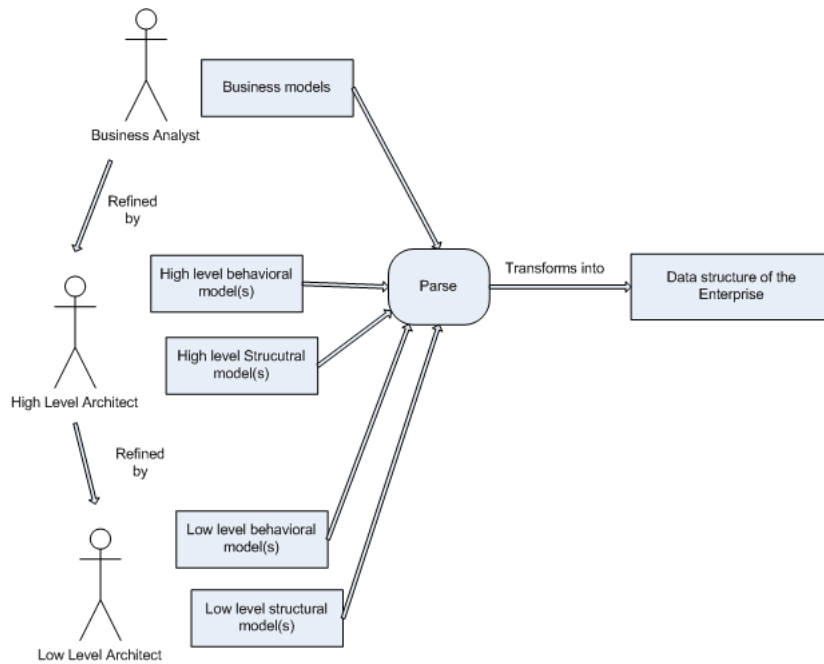 Business models
Business Analyst
Refined
by
High level behavioral
model(s)
Parse
Transforms into
Data structure of the
Enterprise
High level Strucutral
model(s)
High Level Architect
Refined
by
Low level behavioral
model(s)
Low level structural
model(s)
Low Level Architect